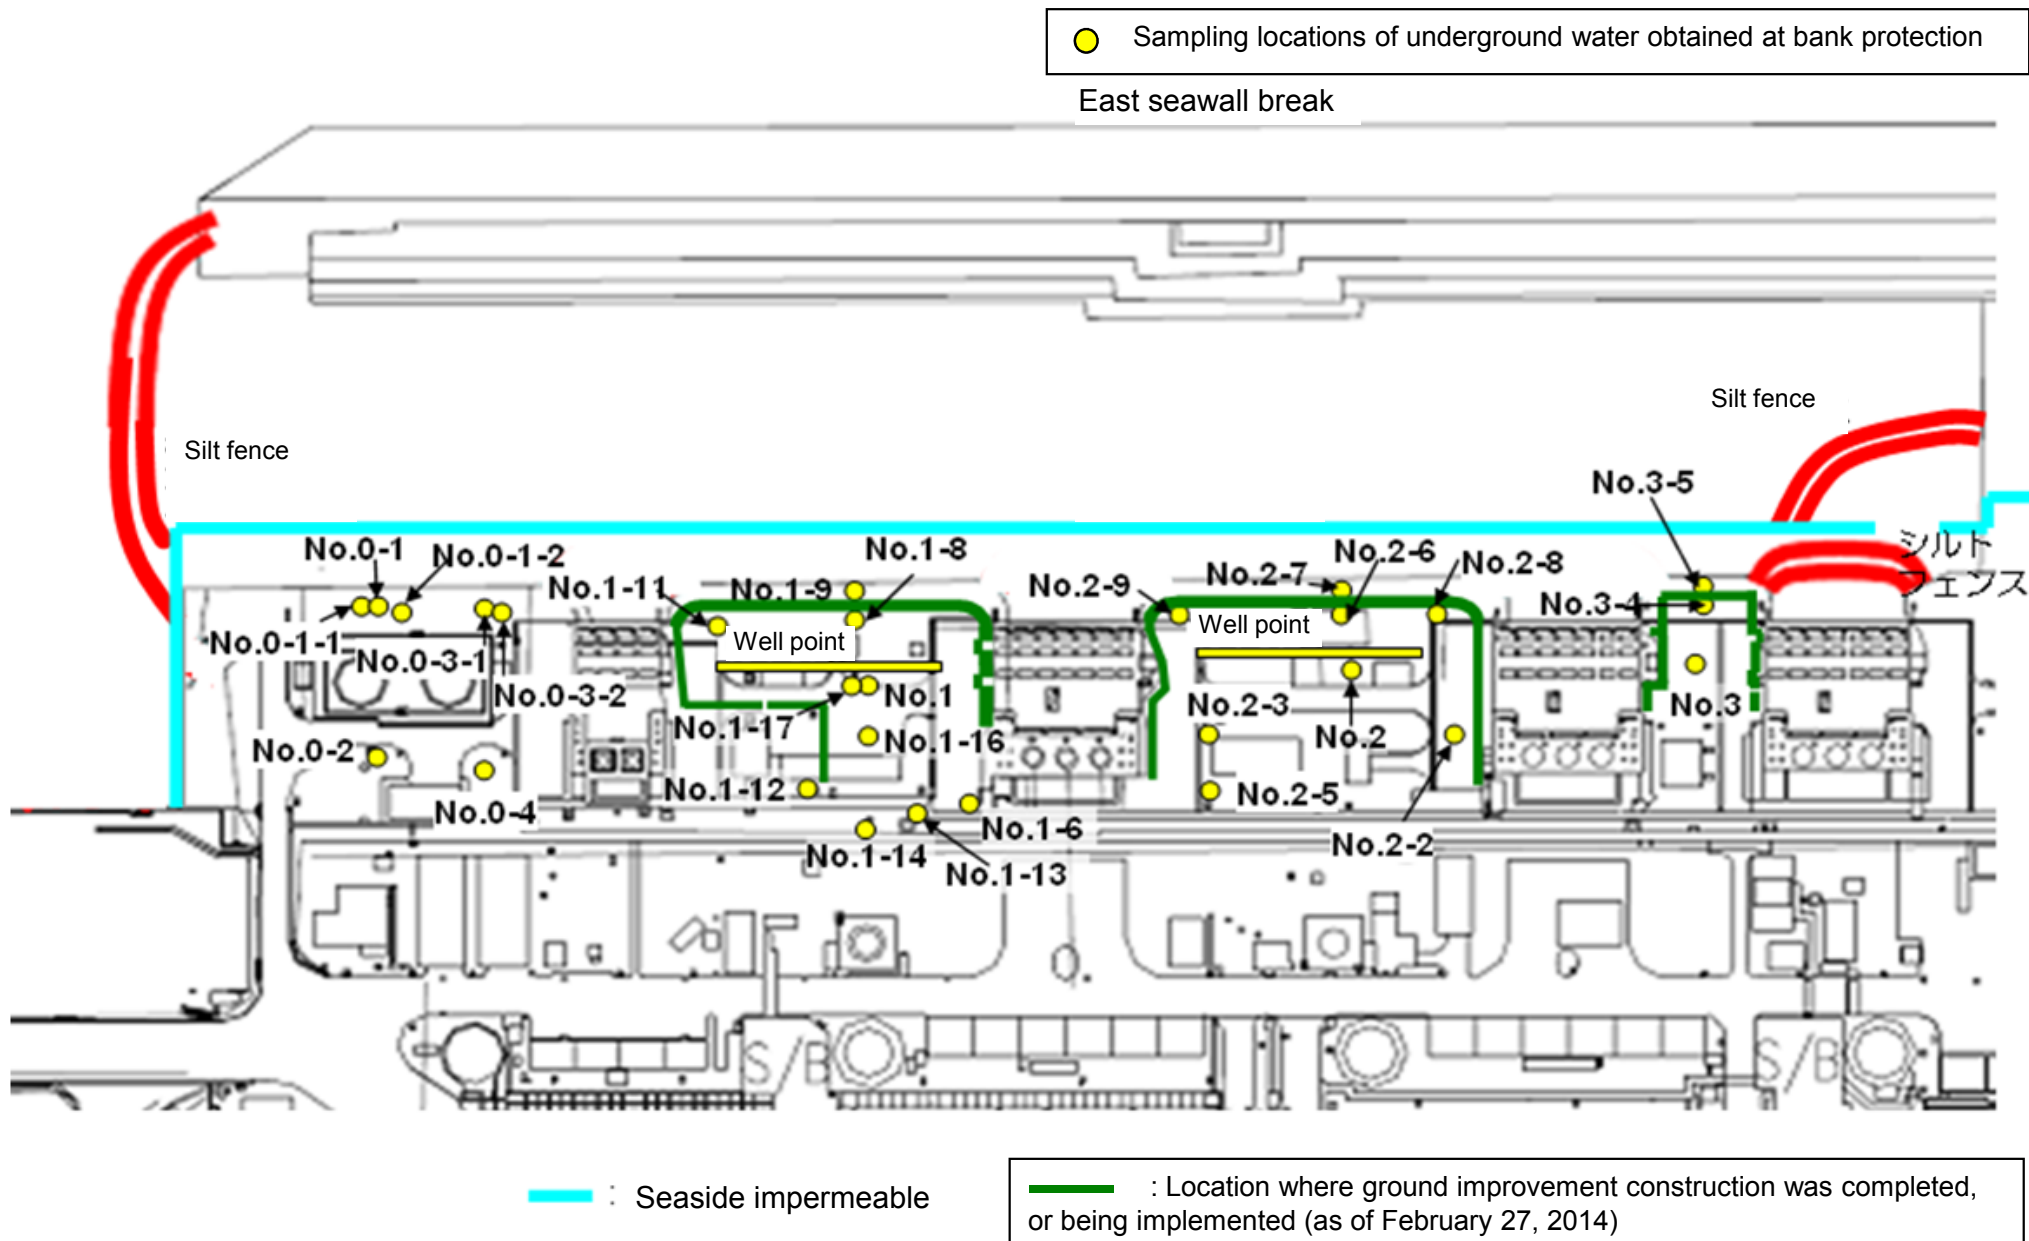 Sampling locations of underground water obtained at bank protection
East seawall break
Silt fence
Silt fence
No.3-5
シルト
フェンス
No.0-1
No.0-1-2
No.1-8
No.2-6
No.2-8
No.1-11
No.1-9
No.2-9
No.2-7
No.3-4
No.0-1-1
No.0-3-1
Well point
Well point
No.0-3-2
No.1
No.2-3
No.3
No.1-17
No.1-16
No.2
No.0-2
No.1-12
No.2-5
No.0-4
No.1-6
No.2-2
No.1-14
No.1-13
S/B
S/B
: Seaside impermeable
: Location where ground improvement construction was completed,
or being implemented (as of February 27, 2014)